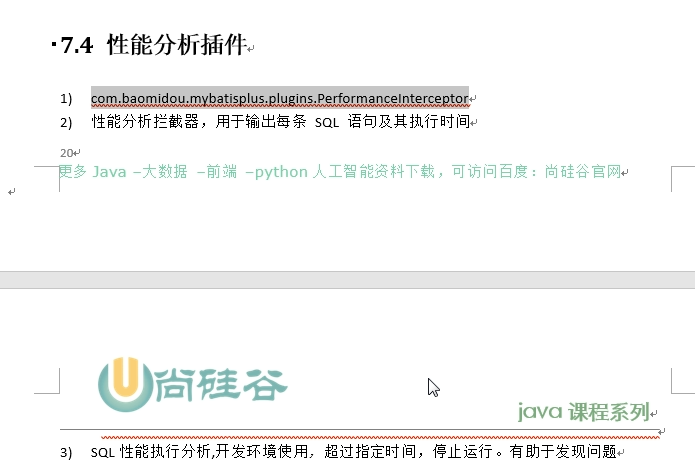 7.4 性能分析插件
1) com.baomidou.mybatisplus.plugins.PerformanceInterceptor
2) 性能分析拦截器，用于输出每条 SQL 语句及其执行时间
20
更多 Java –大数据 –前端 –python 人工智能资料下载，可访问百度：尚硅谷官网
尚硅谷
java 课程系列
3) SQL 性能执行分析,开发环境使用，超过指定时间，停止运行。有助于发现问题